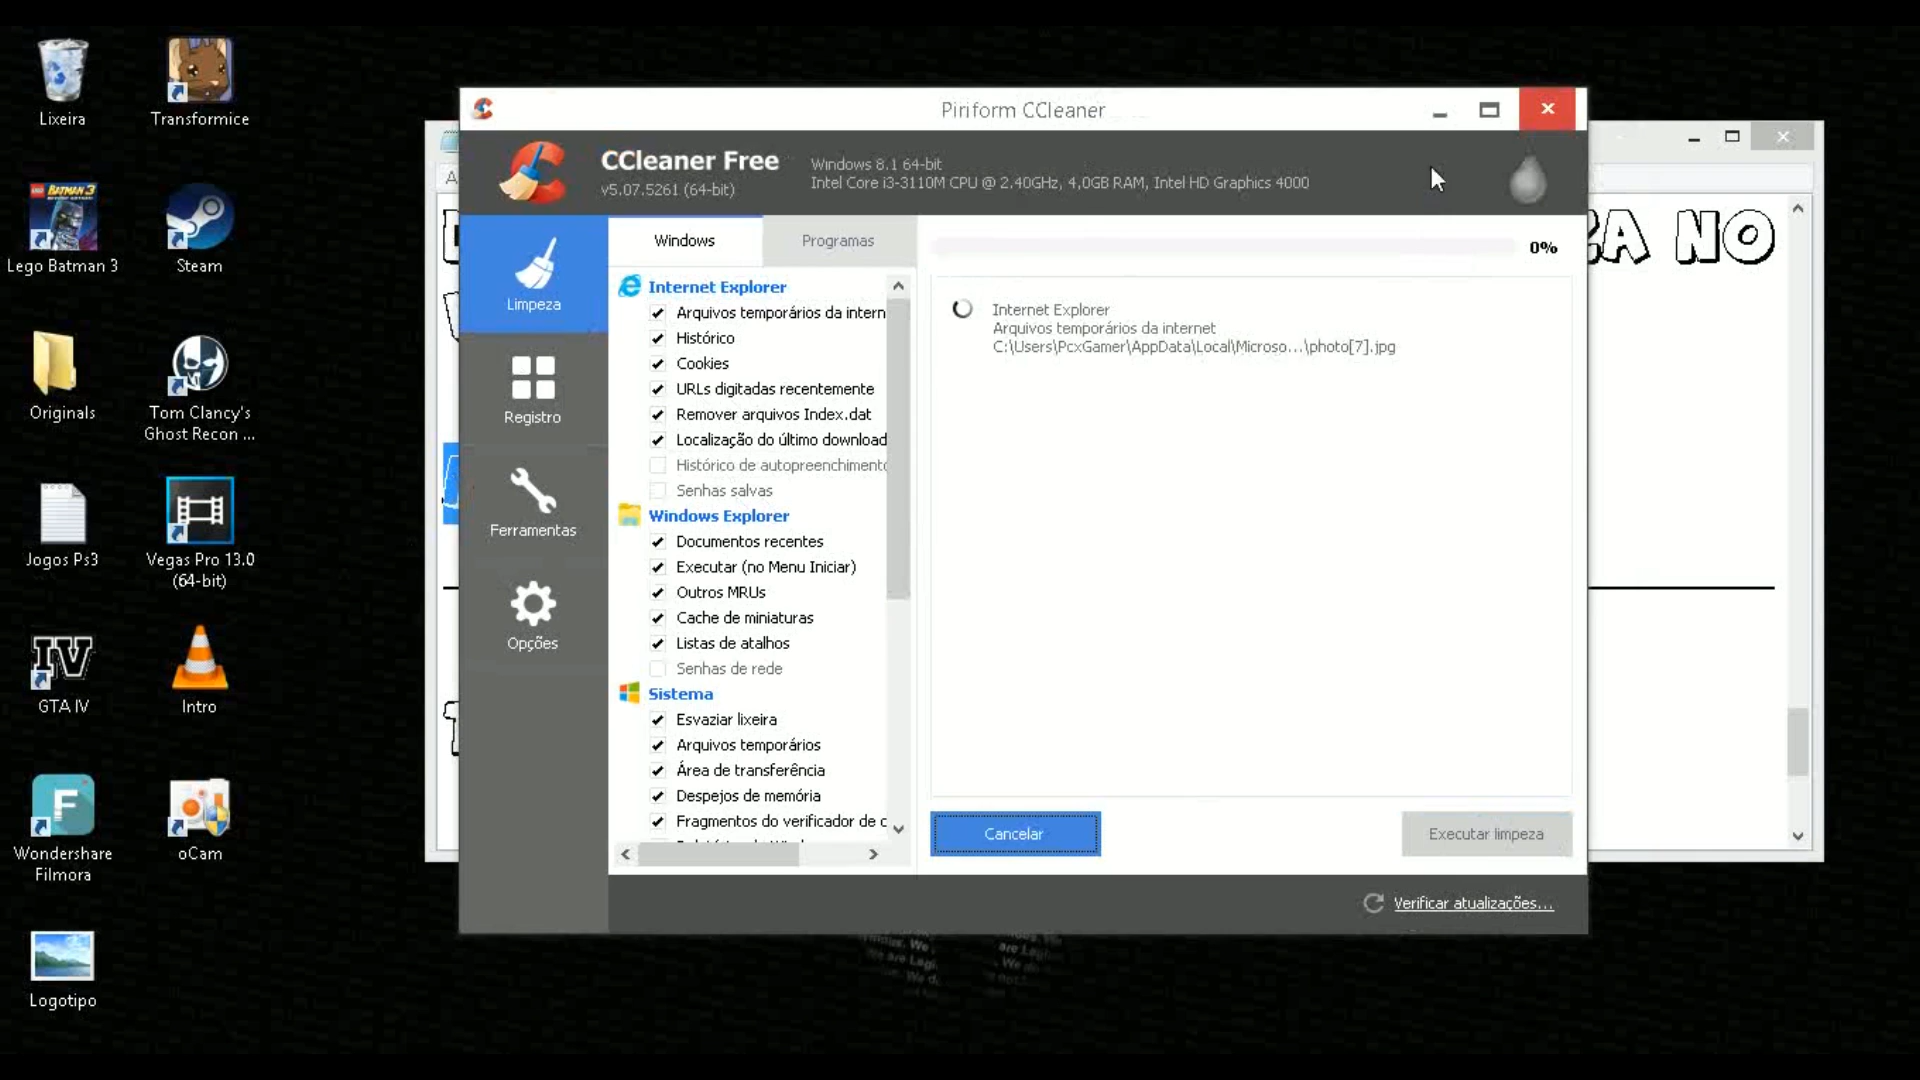 Lixeira
Transformice
Lego Batman 3
Steam
Originals
Tom Clancy's
Ghost Recon ...
Jogos Ps3
Vegas Pro 13.0
(64-bit)
GTA IV
Intro
Wondershare
Filmora
oCam
Logotipo
Piriform CCleaner
CCleaner Free
v5.07.5261 (64-bit)
Windows 8.1 64-bit
Intel Core i3-3110M CPU @ 2.40GHz, 4,0GB RAM, Intel HD Graphics 4000
Limpeza
Registro
Ferramentas
Opções
Windows
Programas
Internet Explorer
Arquivos temporários da intern
Histórico
Cookies
URLs digitadas recentemente
Remover arquivos Index.dat
Localização do último download
Histórico de autopreenchimento
Senhas salvas
Windows Explorer
Documentos recentes
Executar (no Menu Iniciar)
Outros MRUs
Cache de miniaturas
Listas de atalhos
Senhas de rede
Sistema
Esvaziar lixeira
Arquivos temporários
Área de transferência
Despejos de memória
Fragmentos do verificador de c
0%
Internet Explorer
Arquivos temporários da internet
C:\Users\PcxGamer\AppData\Local\Microso...\photo[7].jpg
Cancelar
Executar limpeza
Verificar atualizações...
NO